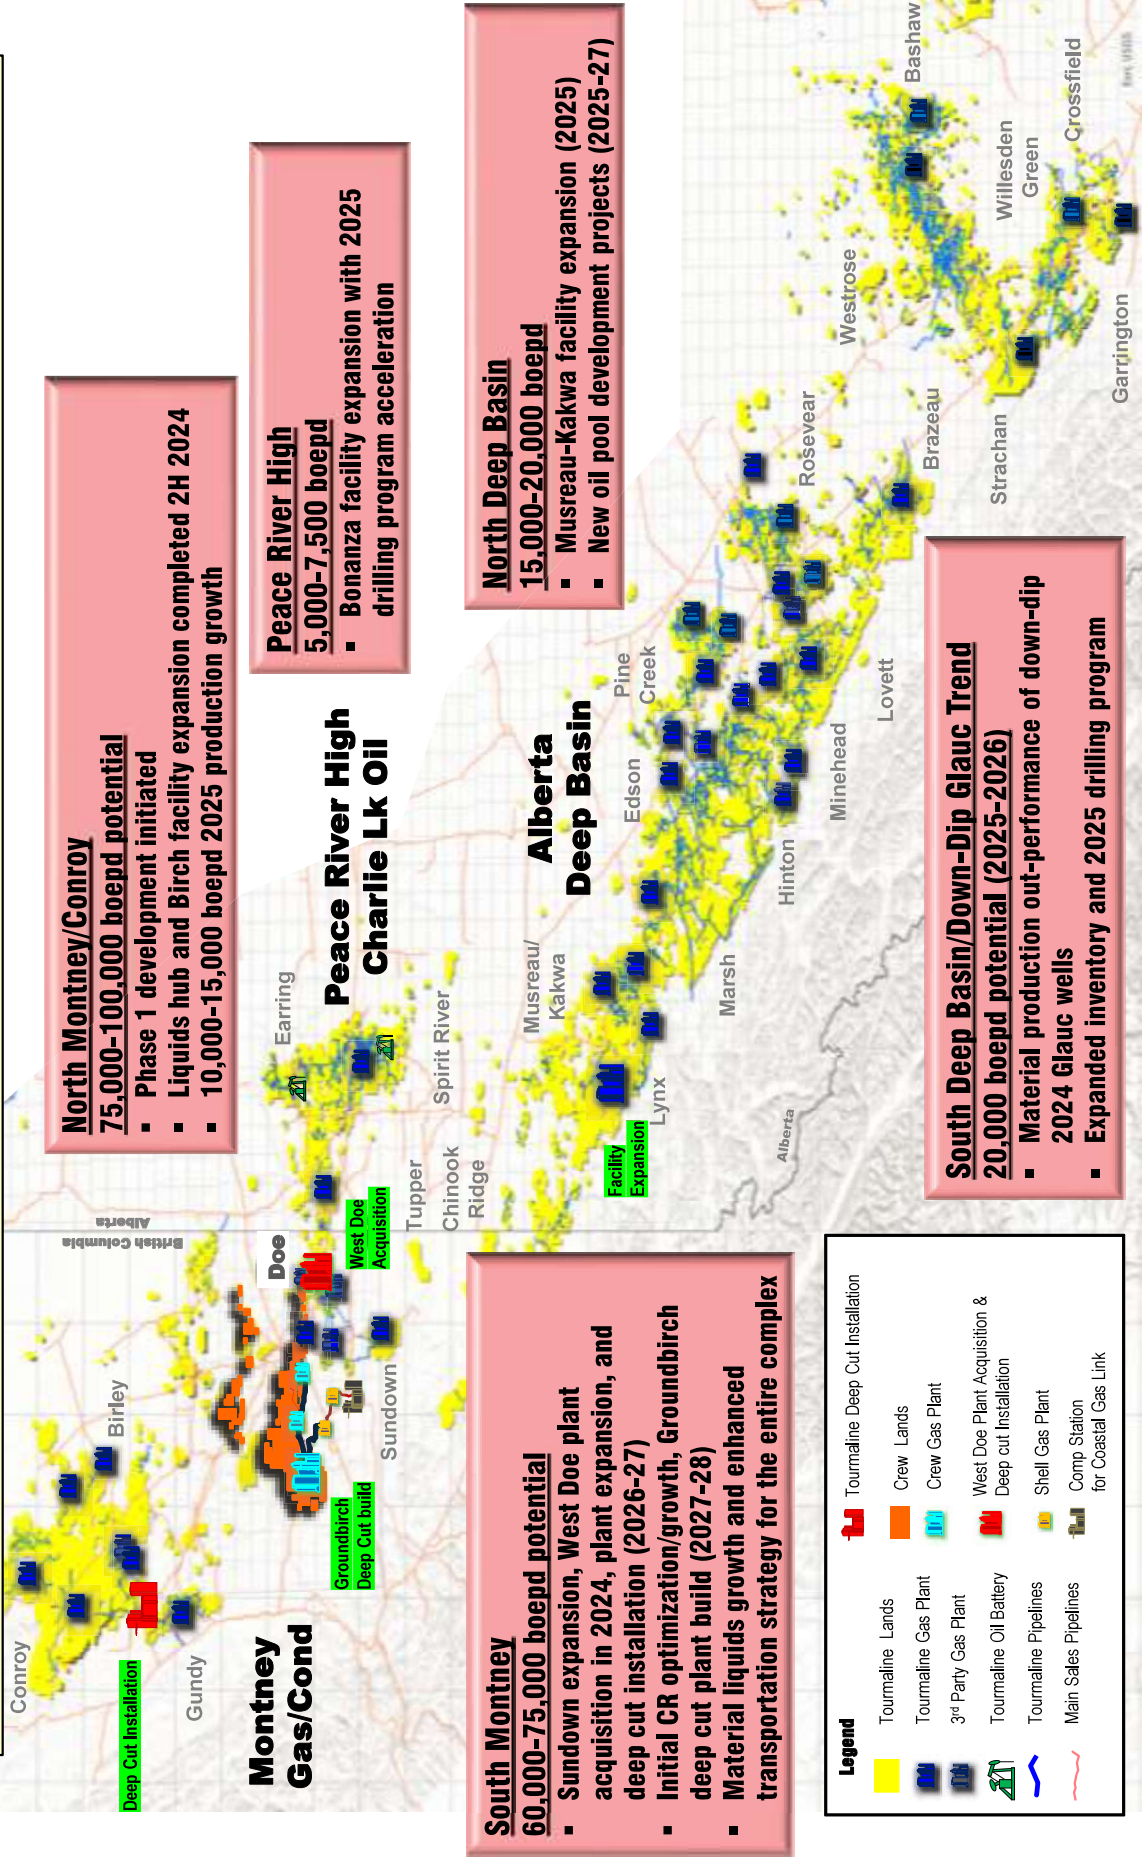 North Montney/Conroy
75,000-100,000 boepd potential
▪ Phase 1 development initiated
▪ Liquids hub and Birch facility expansion completed 2H 2024
▪ 10,000-15,000 boepd 2025 production growth
Peace River High
5,000-7,500 boepd
▪ Bonanza facility expansion with 2025
drilling program acceleration
North Deep Basin
15,000-20,000 boepd
▪ Musreau-Kakwa facility expansion (2025)
▪ New oil pool development projects (2025-27)
South Montney
60,000-75,000 boepd potential
▪ Sundown expansion, West Doe plant
acquisition in 2024, plant expansion, and
deep cut installation (2026-27)
▪ Initial CR optimization/growth, Groundbirch
deep cut plant build (2027-28)
▪ Material liquids growth and enhanced
transportation strategy for the entire complex
South Deep Basin/Down-Dip Glauc Trend
20,000 boepd potential (2025-2026)
▪ Material production out-performance of down-dip
2024 Glauc wells
▪ Expanded inventory and 2025 drilling program
Conroy
Birley
Deep Cut Installation
Gundy
British Columbia
Alberta
Montney
Gas/Cond
Doe
West Doe
Acquisition
Groundbirch
Deep Cut build
Sundown
Earring
Peace River High
Charlie Lk Oil
Spirit River
Tupper
Chinook
Ridge
Musreau/
Kakwa
Facility
Expansion
Lynx
Alberta
Deep Basin
Marsh
Alberta
Edson
Pine
Creek
Hinton
Minehead
Lovett
Rosevear
Brazeau
Westrose
Strachan
Bashaw
Willesden
Green
Crossfield
Garrington
Esri, USGS
Legend
Tourmaline Lands
Tourmaline Gas Plant
3rd Party Gas Plant
Tourmaline Oil Battery
Tourmaline Pipelines
Main Sales Pipelines
Tourmaline Deep Cut Installation
Crew Lands
Crew Gas Plant
West Doe Plant Acquisition &
Deep cut Installation
Shell Gas Plant
Comp Station
for Coastal Gas Link